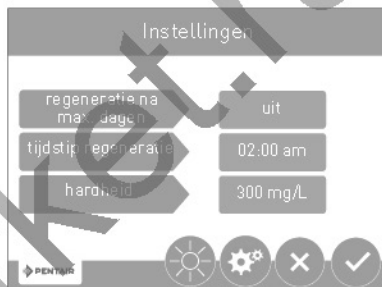 Instellingen
regeneratie na
max. dagen
uit
tijdstip regeneratie
02:00 am
hardheid
300 mg/L
PENTAIR